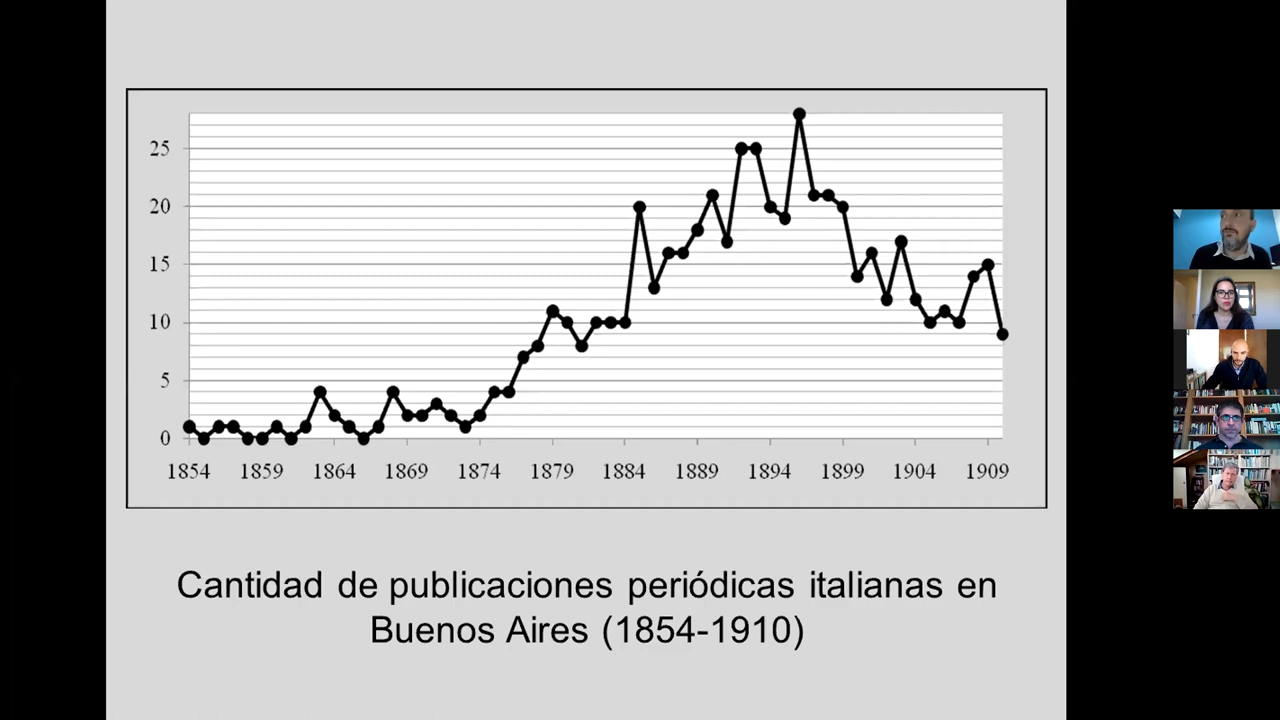 25
20
15
10
5
0
1854 1859 1864 1869 1874 1879 1884 1889 1894 1899 1904 1909
Cantidad de publicaciones periódicas italianas en
Buenos Aires (1854-1910)